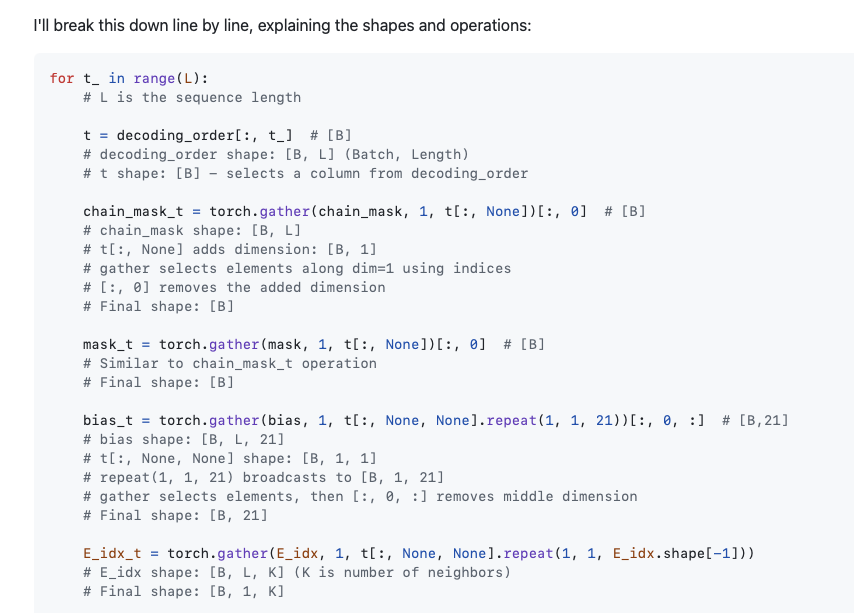 I'll break this down line by line, explaining the shapes and operations:
for t_ in range(L):
# L is the sequence length
t = decoding_order[:, t_]  # [B]
# decoding_order shape: [B, L] (Batch, Length)
# t shape: [B] – selects a column from decoding_order
chain_mask_t = torch.gather(chain_mask, 1, t[:, None])[:, 0]  # [B]
# chain_mask shape: [B, L]
# t[:, None] adds dimension: [B, 1]
# gather selects elements along dim=1 using indices
# [:, 0] removes the added dimension
# Final shape: [B]
mask_t = torch.gather(mask, 1, t[:, None])[:, 0]  # [B]
# Similar to chain_mask_t operation
# Final shape: [B]
bias_t = torch.gather(bias, 1, t[:, None, None].repeat(1, 1, 21))[:, 0, :]  # [B,21]
# bias shape: [B, L, 21]
# t[:, None, None] shape: [B, 1, 1]
# repeat(1, 1, 21) broadcasts to [B, 1, 21]
# gather selects elements, then [:, 0, :] removes middle dimension
# Final shape: [B, 21]
E_idx_t = torch.gather(E_idx, 1, t[:, None, None].repeat(1, 1, E_idx.shape[-1]))
# E_idx shape: [B, L, K] (K is number of neighbors)
# Final shape: [B, 1, K]